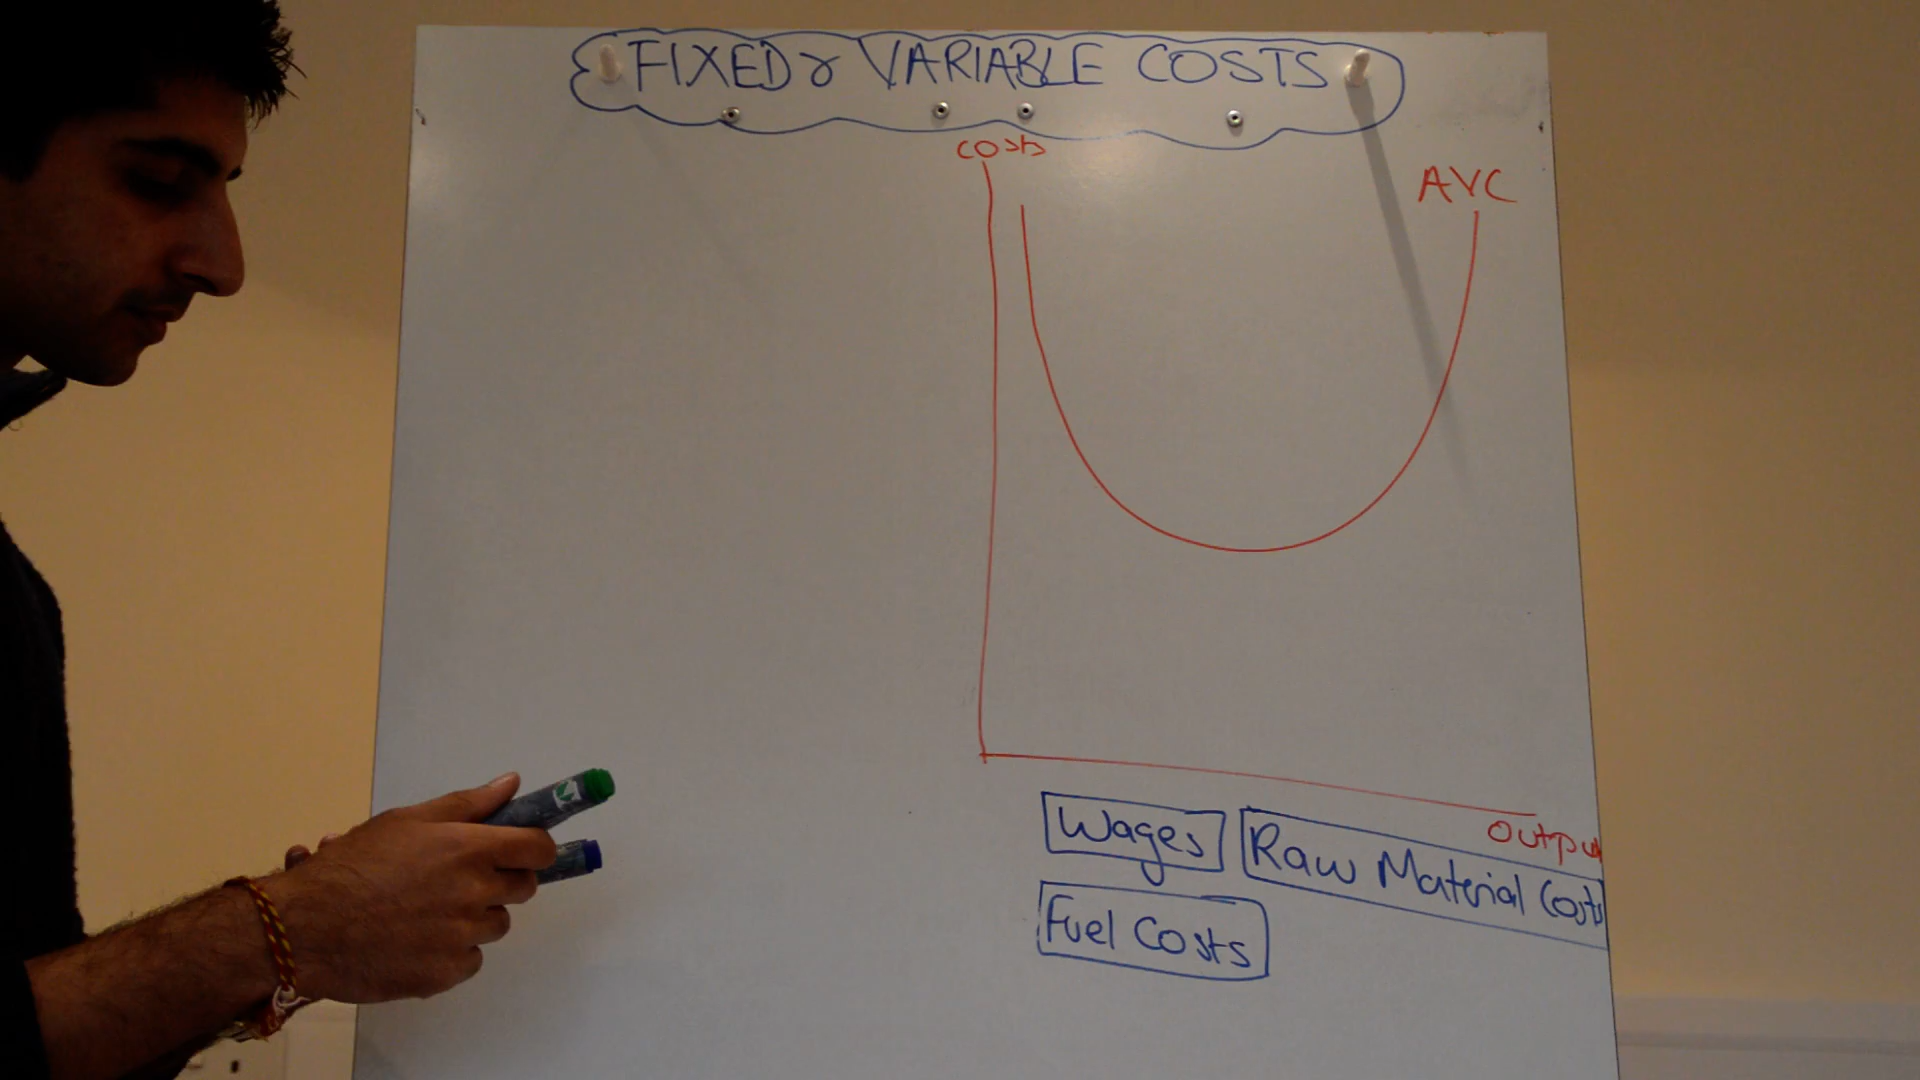 FIXED & VARIABLE COSTS
Costs
AVC
Output
Wages
Raw Material Costs
Fuel Costs